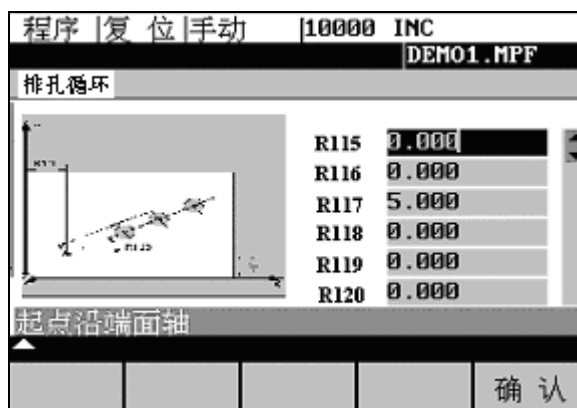 程序 复 位 手动 10000 INC
DEMO1.MPF
排孔循环
R115 0.000
R116 0.000
R117 5.000
R118 0.000
R119 0.000
R120 0.000
起点沿端面轴
确 认